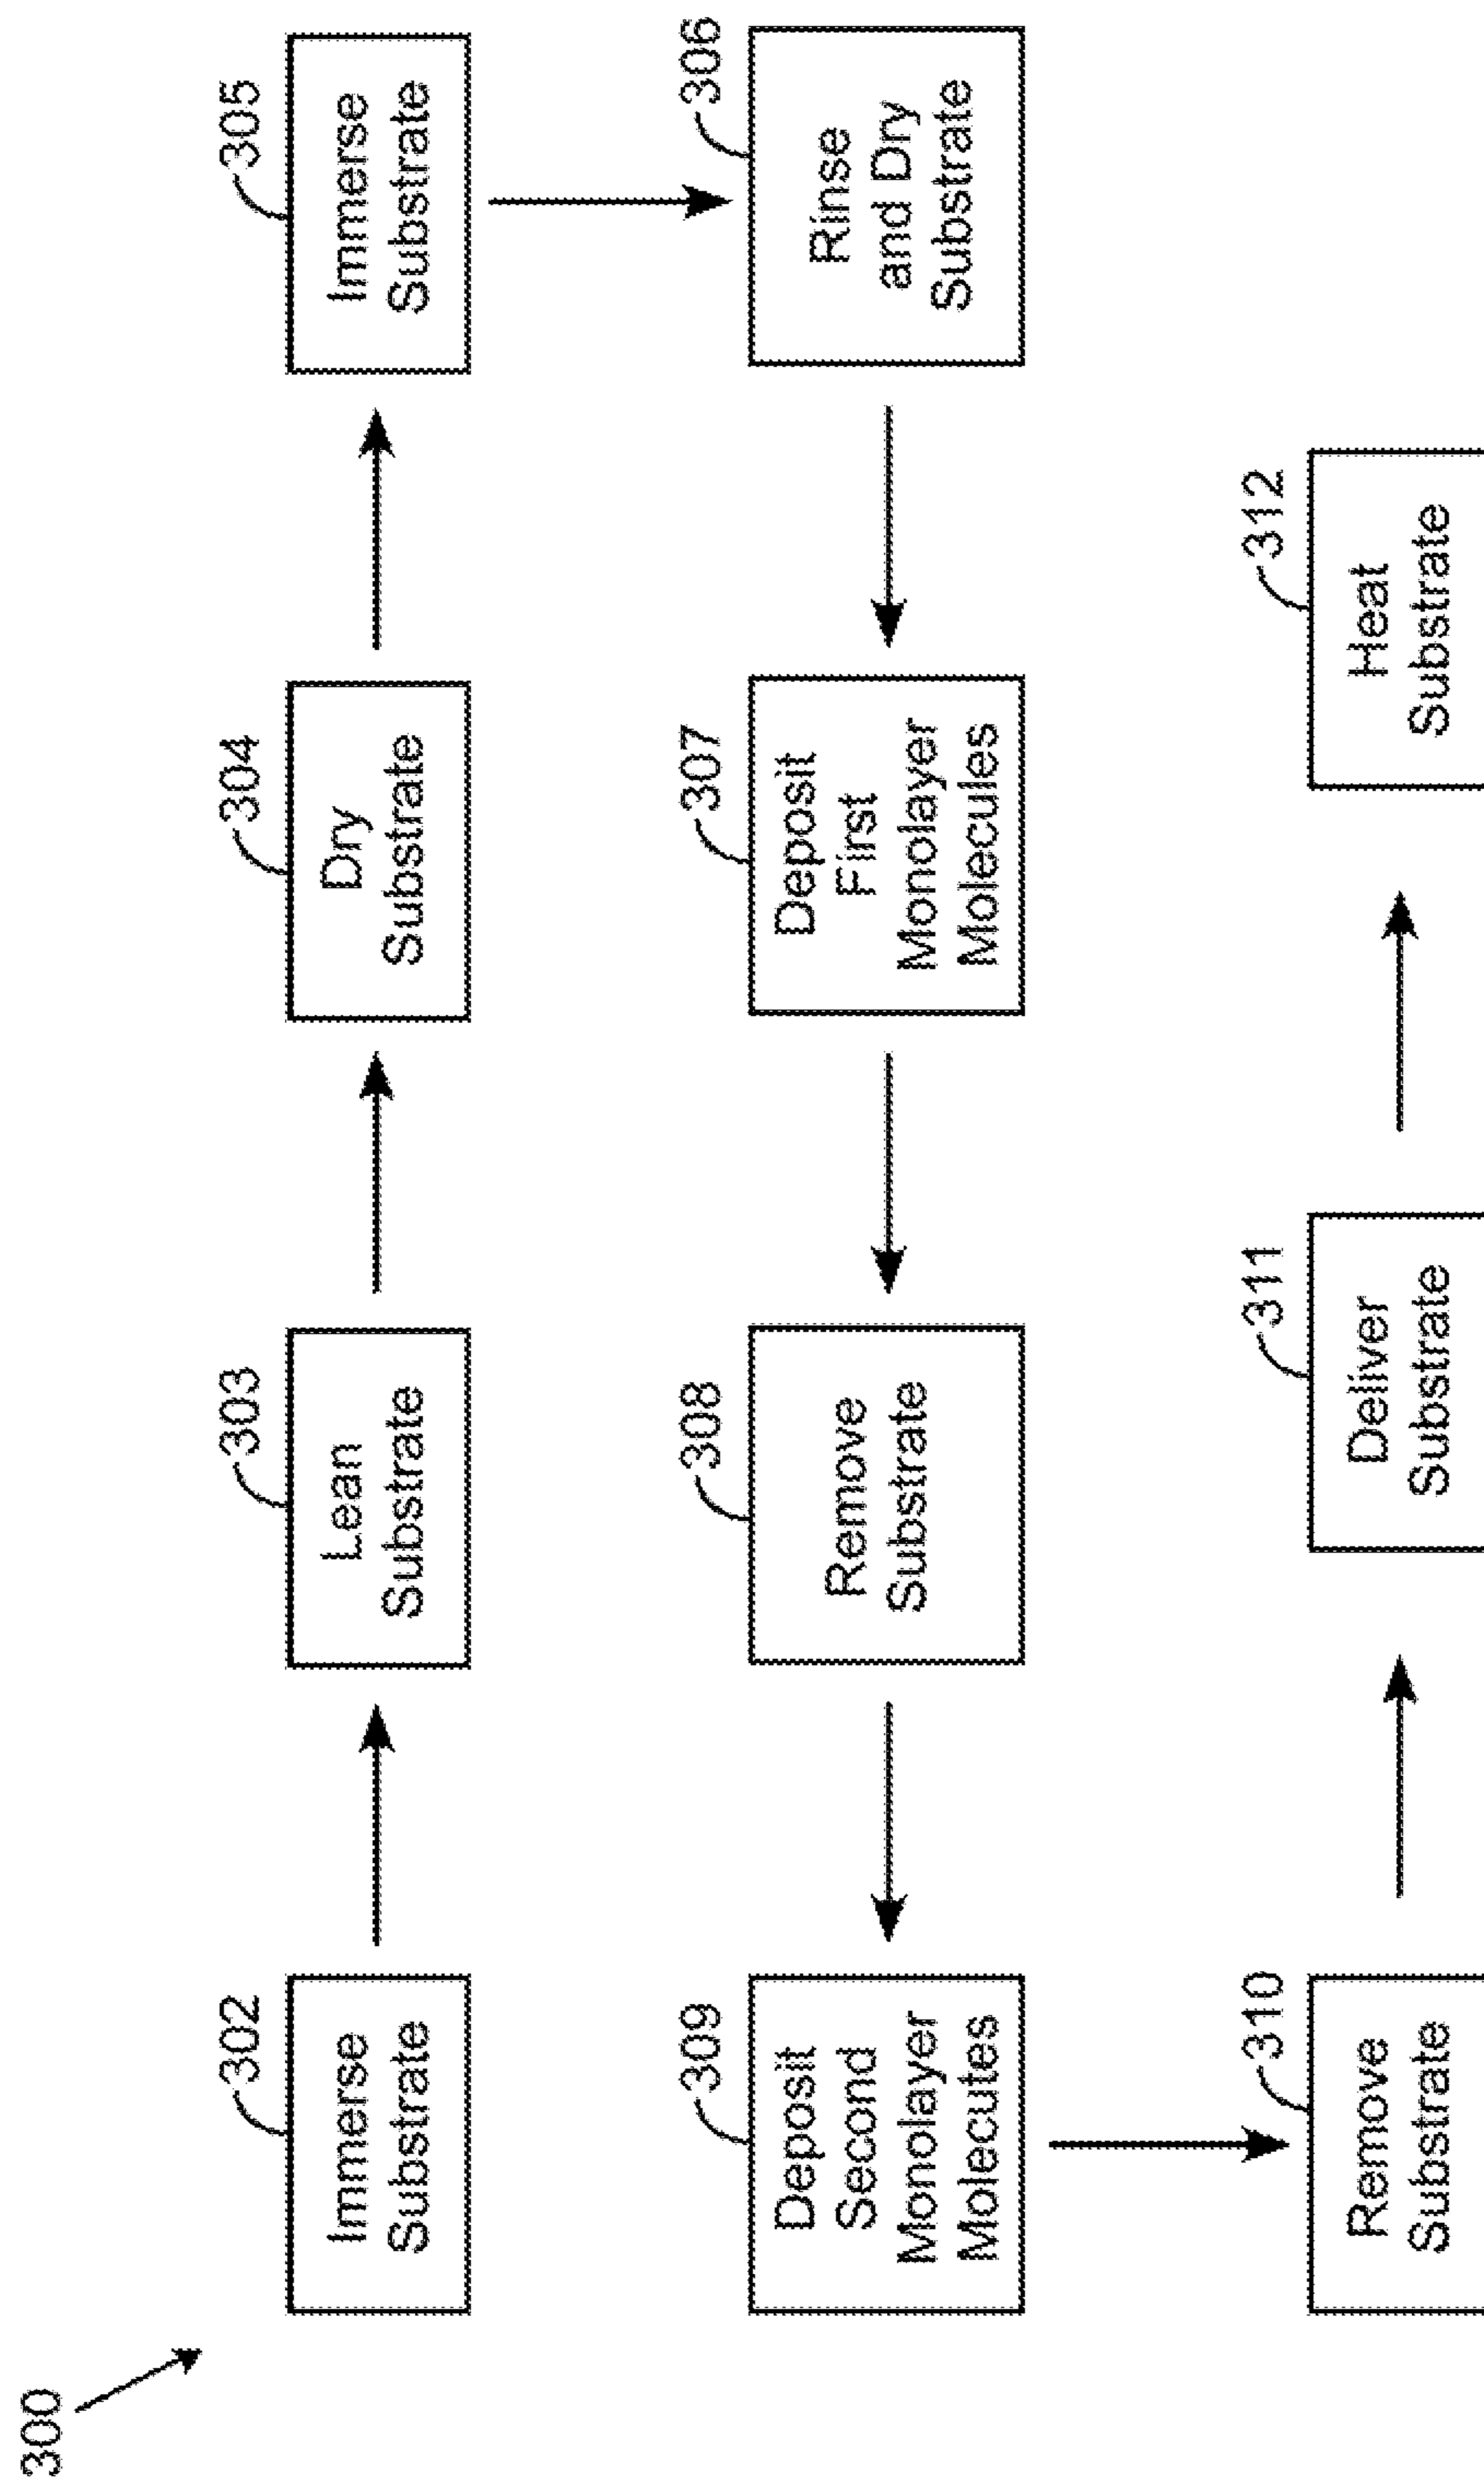 300
302
Immerse
Substrate
303
Lean
Substrate
304
Dry
Substrate
305
Immerse
Substrate
306
Rinse
and Dry
Substrate
307
Deposit
First
Monolayer
Molecules
308
Remove
Substrate
309
Deposit
Second
Monolayer
Molecutes
310
Remove
Substrate
311
Deliver
Substrate
312
Heat
Substrate